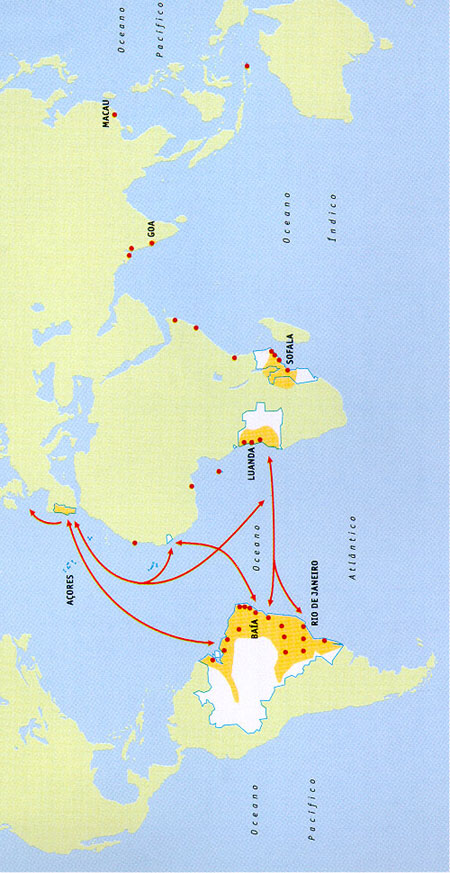 AÇORES
MACAU
Oceano
Pacífico
GOA
Oceano
Pacífico
BAÍA
RIO DE JANEIRO
Oceano
Atlântico
LUANDA
SOFALA
Oceano
Índico